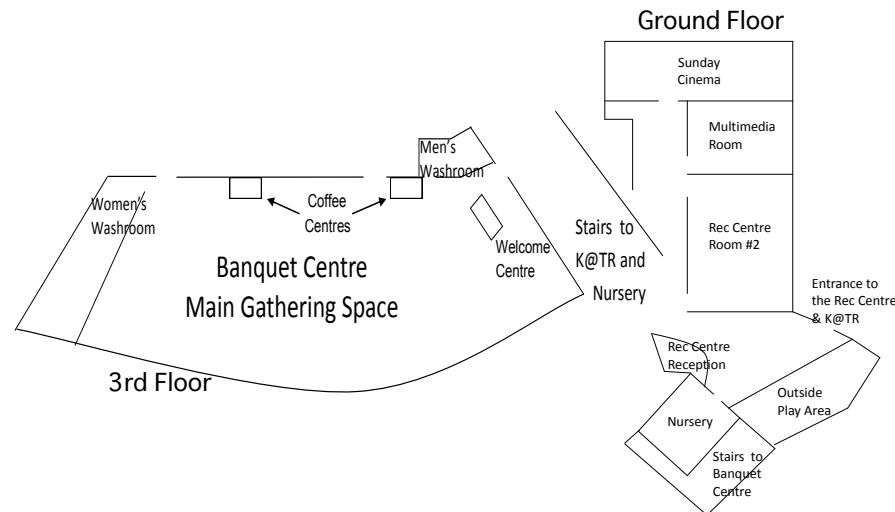 Ground Floor
Sunday
Cinema
Multimedia
Room
Men's
Washroom
Women's
Washroom
Coffee
Centres
Welcome
Centre
Stairs to
K@TR and
Nursery
Rec Centre
Room #2
Banquet Centre
Main Gathering Space
Entrance to
the Rec Centre
& K@TR
3rd Floor
Rec Centre
Reception
Outside
Play Area
Nursery
Stairs to
Banquet
Centre